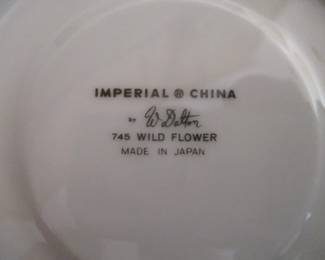 IMPERIAL ® CHINA
by W. Dalton
745 WILD FLOWER
MADE IN JAPAN